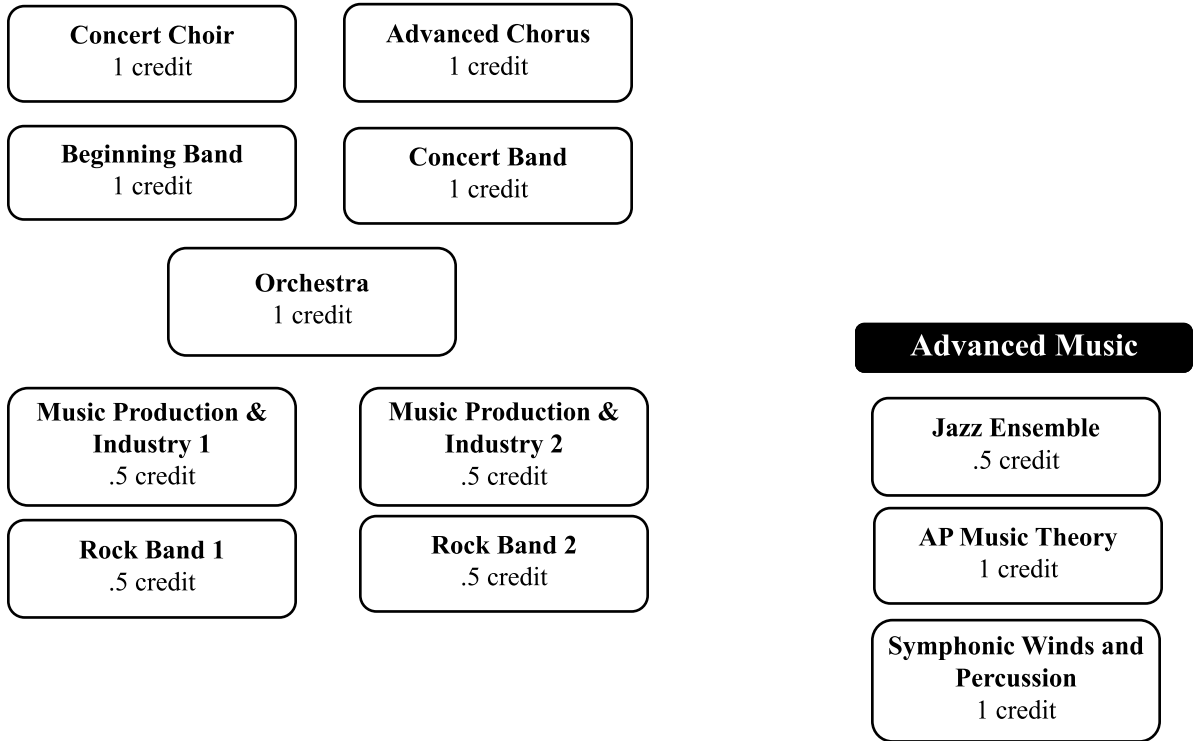 Concert Choir
1 credit
Advanced Chorus
1 credit
Beginning Band
1 credit
Concert Band
1 credit
Orchestra
1 credit
Music Production &
Industry 1
.5 credit
Music Production &
Industry 2
.5 credit
Rock Band 1
.5 credit
Rock Band 2
.5 credit
Advanced Music
Jazz Ensemble
.5 credit
AP Music Theory
1 credit
Symphonic Winds and
Percussion
1 credit